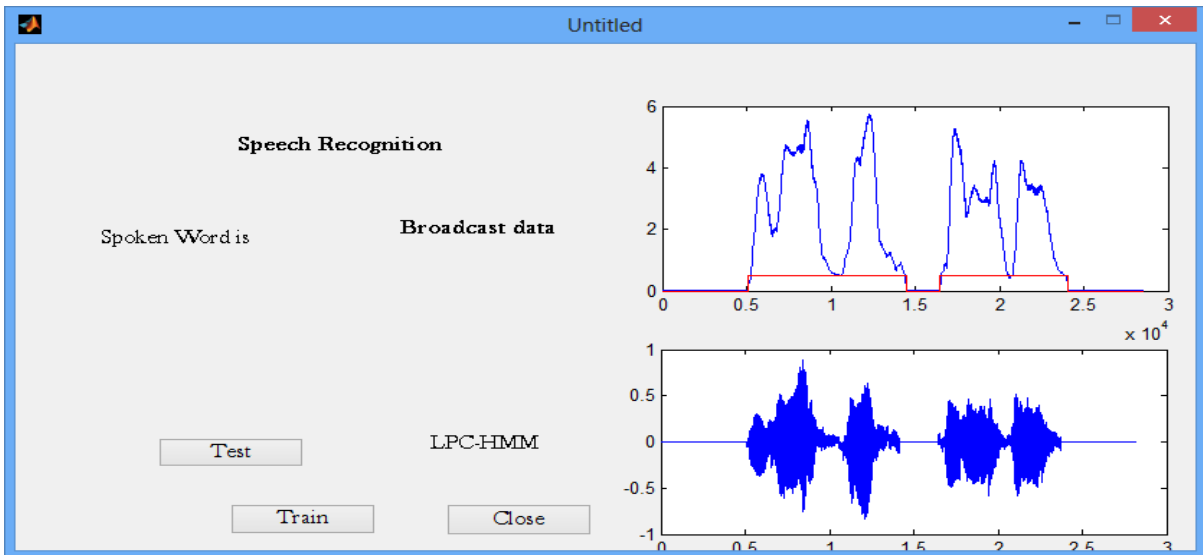 Untitled
Speech Recognition
Spoken Word is
Broadcast data
Test
LPC-HMM
Train
Close
6
4
2
0
0 0.5 1 1.5 2 2.5 3
x 10^4
1
0.5
0
-0.5
-1
0 0.5 1 1.5 2 2.5 3